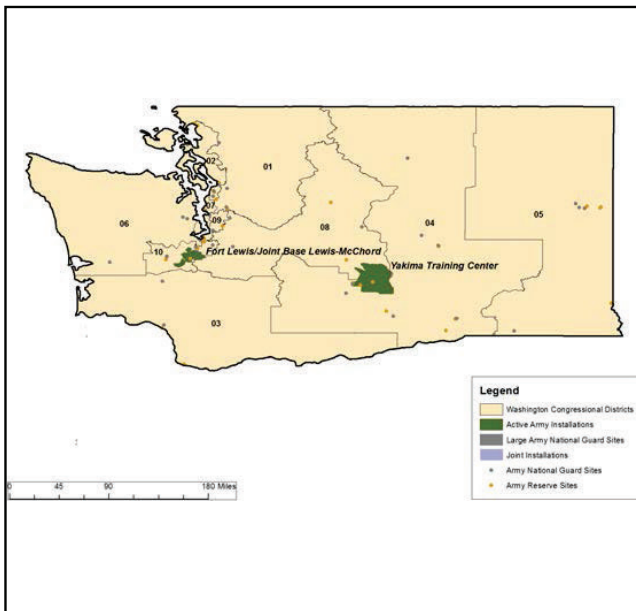 02
01
07
09
06
08
04
05
10
Fort Lewis/Joint Base Lewis-McChord
Yakima Training Center
03
Legend
Washington Congressional Districts
Active Army Installations
Large Army National Guard Sites
Joint Installations
Army National Guard Sites
Army Reserve Sites
0 45 90 180 Miles